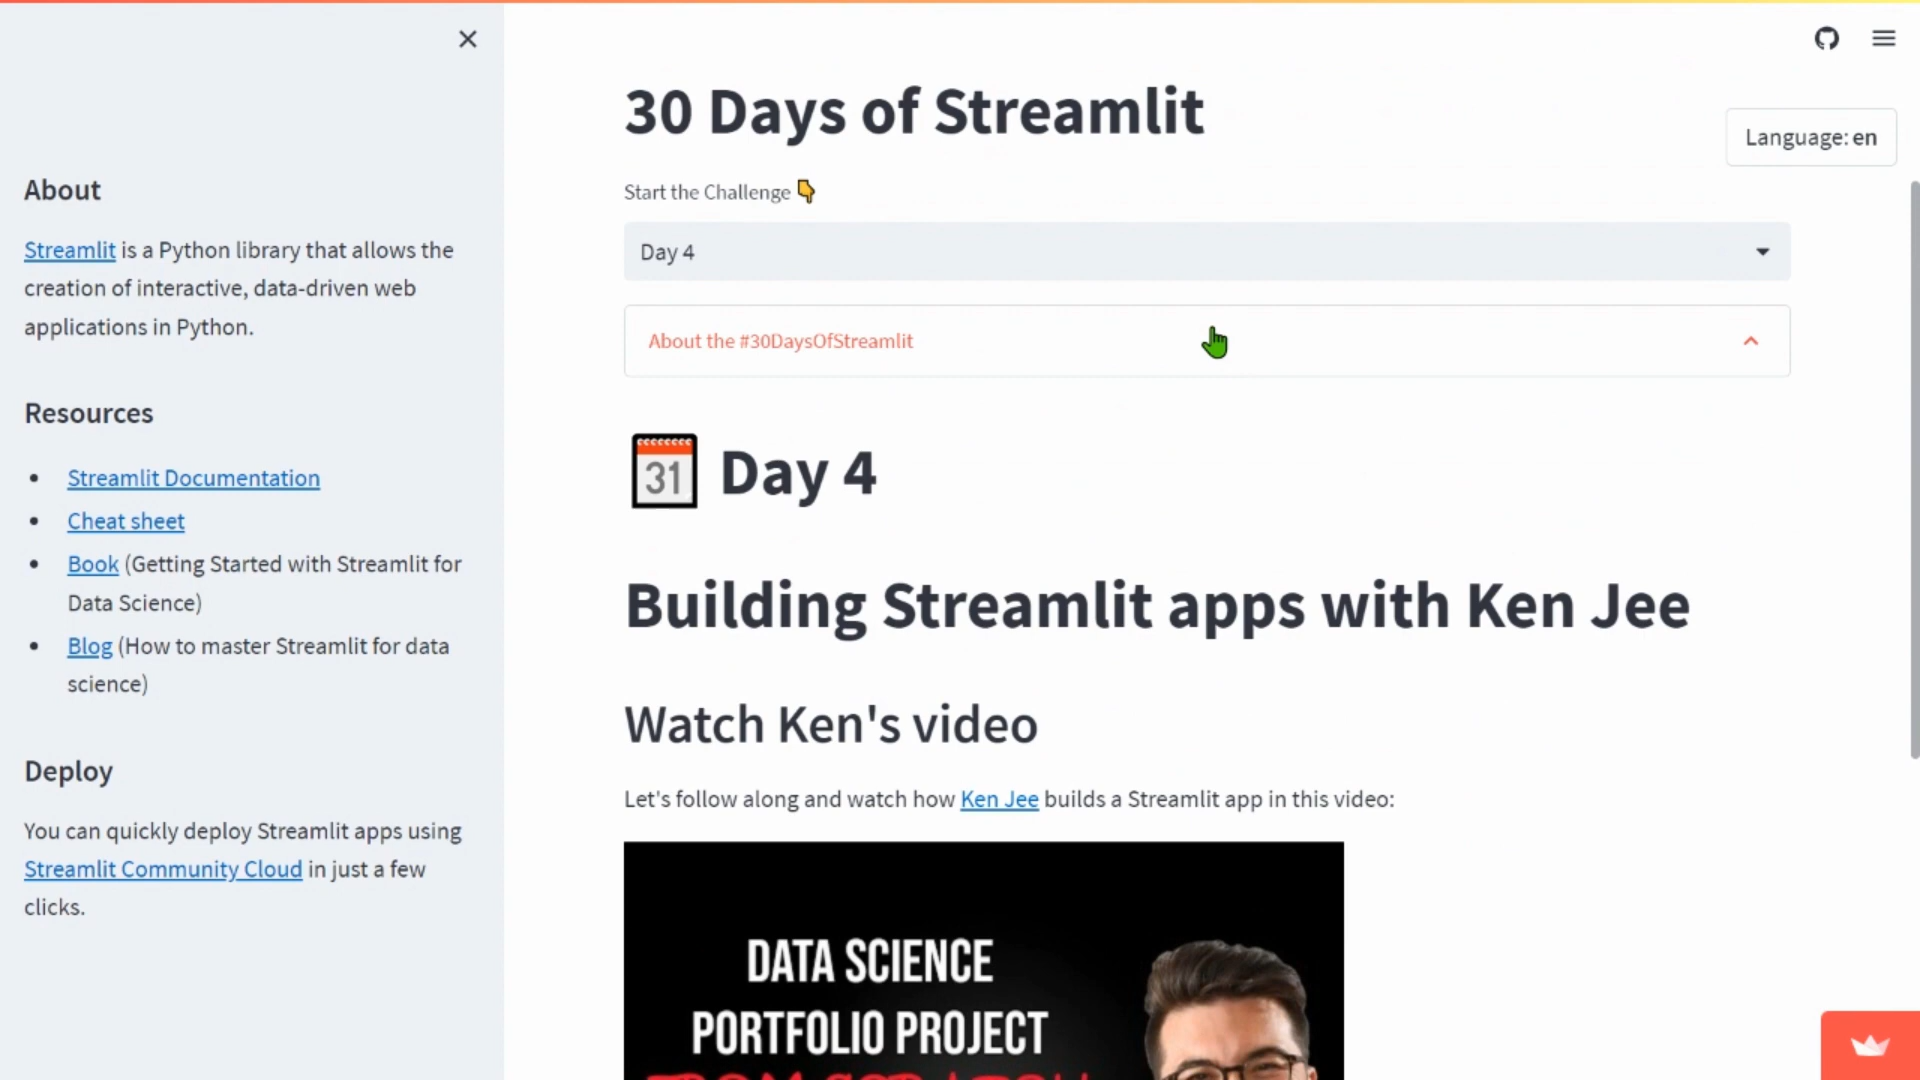 About
Streamlit is a Python library that allows the
creation of interactive, data-driven web
applications in Python.
Resources
Streamlit Documentation
Cheat sheet
Book (Getting Started with Streamlit for
Data Science)
Blog (How to master Streamlit for data
science)
Deploy
You can quickly deploy Streamlit apps using
Streamlit Community Cloud in just a few
clicks.
30 Days of Streamlit
Language: en
Start the Challenge
Day 4
About the #30DaysOfStreamlit
31
Day 4
Building Streamlit apps with Ken Jee
Watch Ken's video
Let's follow along and watch how Ken Jee builds a Streamlit app in this video:
DATA SCIENCE
PORTFOLIO PROJECT